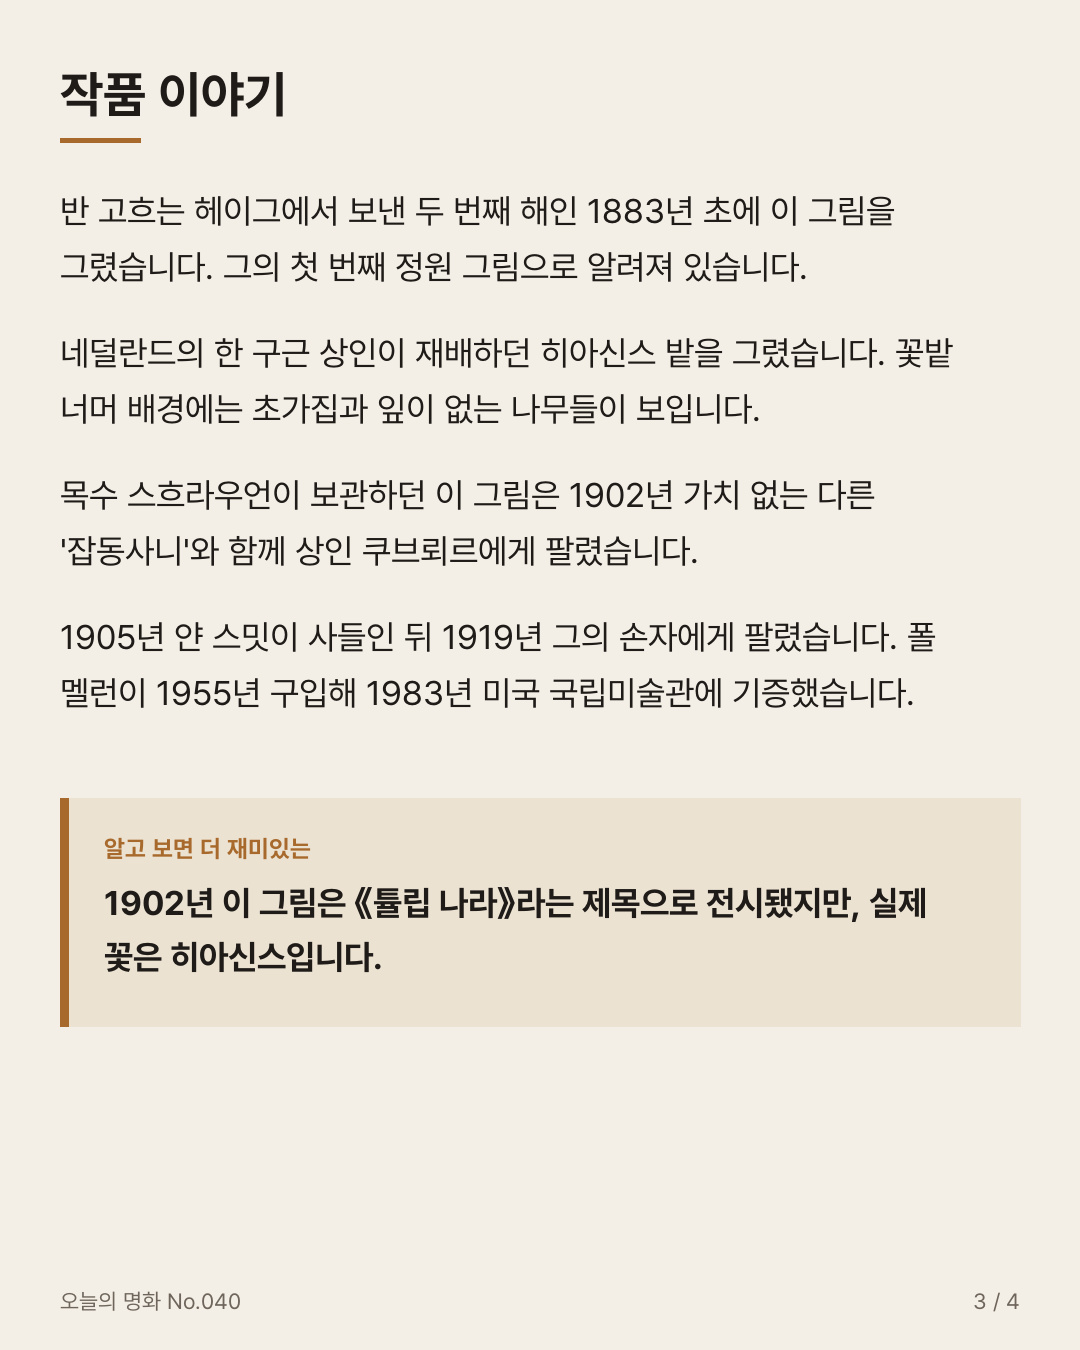 작품 이야기
반 고흐는 헤이그에서 보낸 두 번째 해인 1883년 초에 이 그림을
그렸습니다. 그의 첫 번째 정원 그림으로 알려져 있습니다.
네덜란드의 한 구근 상인이 재배하던 히아신스 밭을 그렸습니다. 꽃밭
너머 배경에는 초가집과 잎이 없는 나무들이 보입니다.
목수 스흐라우언이 보관하던 이 그림은 1902년 가치 없는 다른
'잡동사니'와 함께 상인 쿠브뢰르에게 팔렸습니다.
1905년 얀 스밋이 사들인 뒤 1919년 그의 손자에게 팔렸습니다. 폴
멜런이 1955년 구입해 1983년 미국 국립미술관에 기증했습니다.
알고 보면 더 재미있는
1902년 이 그림은 《튤립 나라》라는 제목으로 전시됐지만, 실제
꽃은 히아신스입니다.
오늘의 명화 No.040
3 / 4